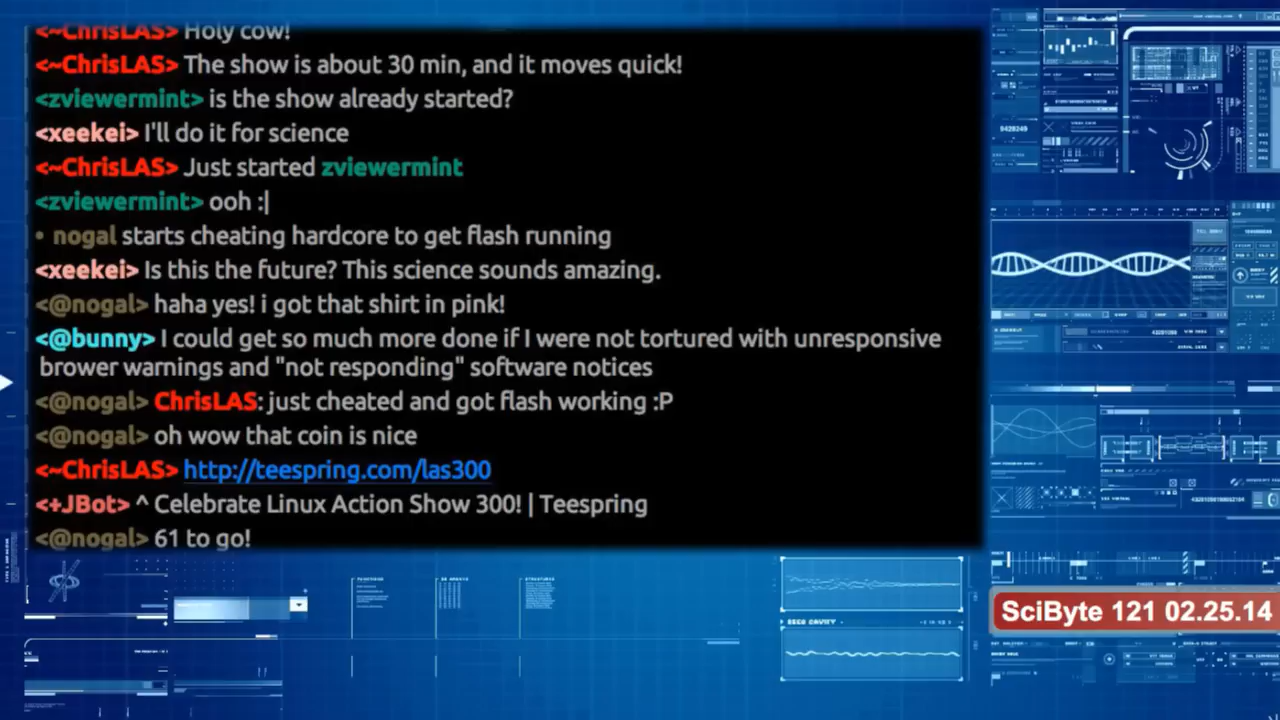 <~ChrisLAS> Holy cow!
<~ChrisLAS> The show is about 30 min, and it moves quick!
<zviewermint> is the show already started?
<xeekei> I'll do it for science
<~ChrisLAS> Just started zviewermint
<zviewermint> ooh :|
• nogal starts cheating hardcore to get flash running
<xeekei> Is this the future? This science sounds amazing.
<@nogal> haha yes! i got that shirt in pink!
<@bunny> I could get so much more done if I were not tortured with unresponsive
brower warnings and "not responding" software notices
<@nogal> ChrisLAS: just cheated and got flash working :P
<@nogal> oh wow that coin is nice
<~ChrisLAS> http://teespring.com/las300
<+JBot> ^ Celebrate Linux Action Show 300! | Teespring
<@nogal> 61 to go!
SciByte 121 02.25.14